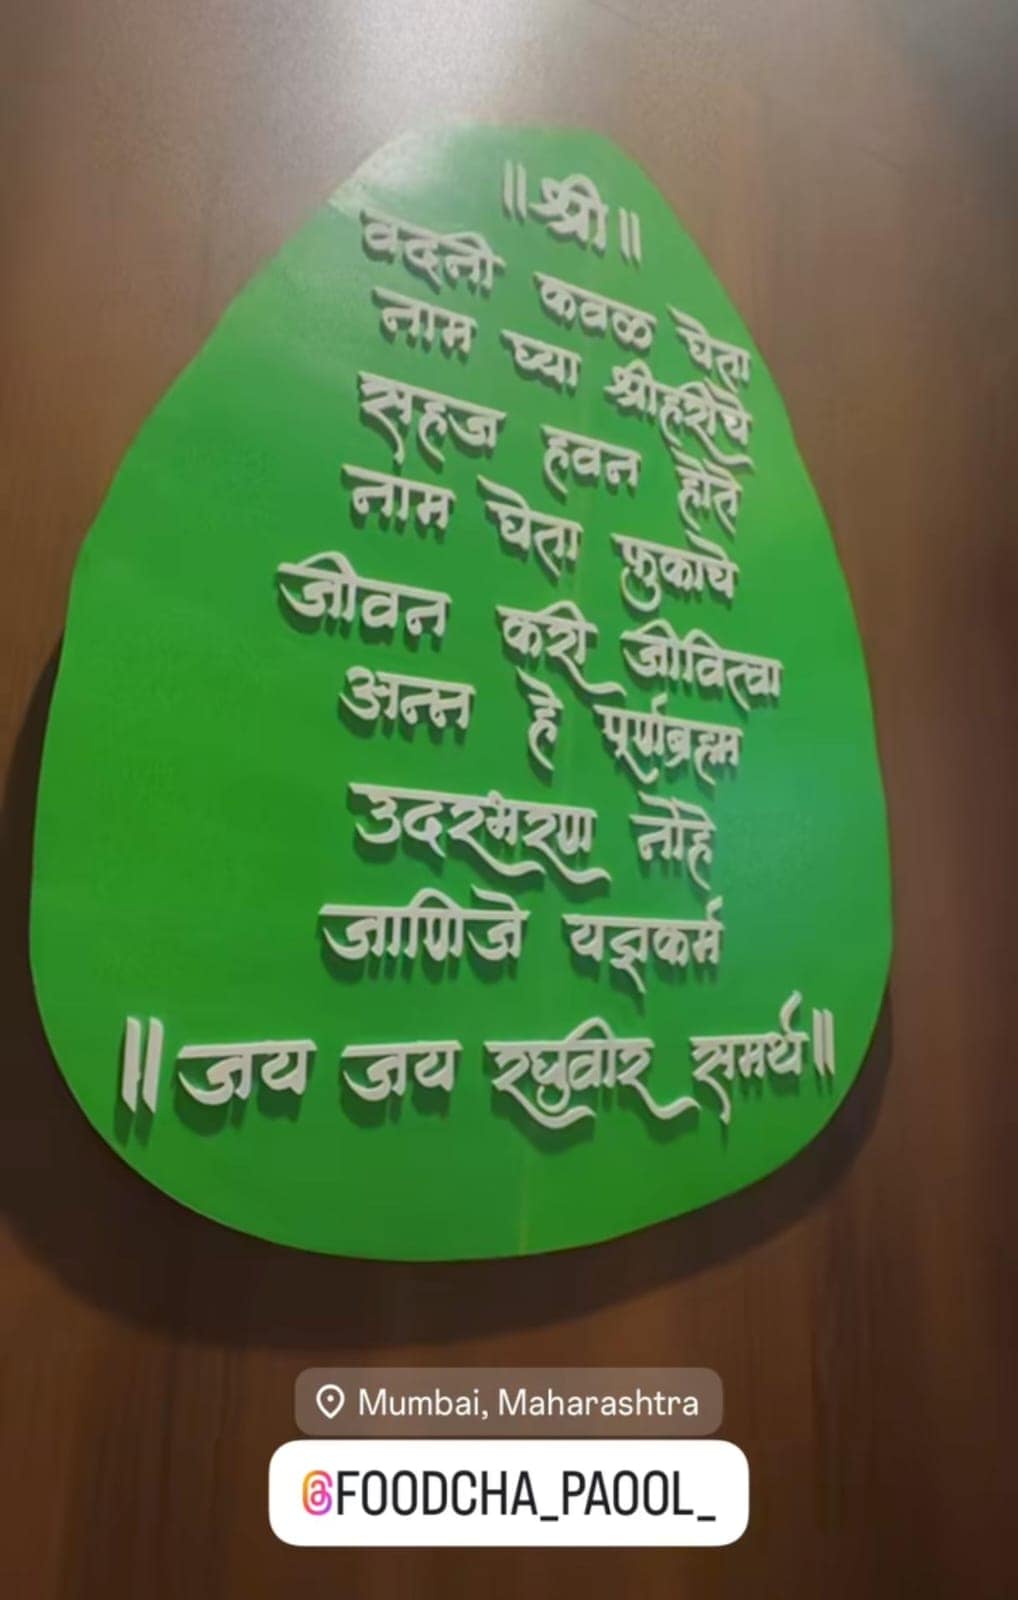 ॥श्री॥
वदनी कवळ घेता
नाम घ्या श्रीहरीचे
सहज हवन होते
नाम घेता फुकाचे
जीवन करी जीवित्वा
अन्न हे पूर्णब्रह्म
उदरभरण नोहे
जाणिजे यज्ञकर्म
॥जय जय रघुवीर समर्थ॥
Mumbai, Maharashtra
@FOODCHA_PAOOL_